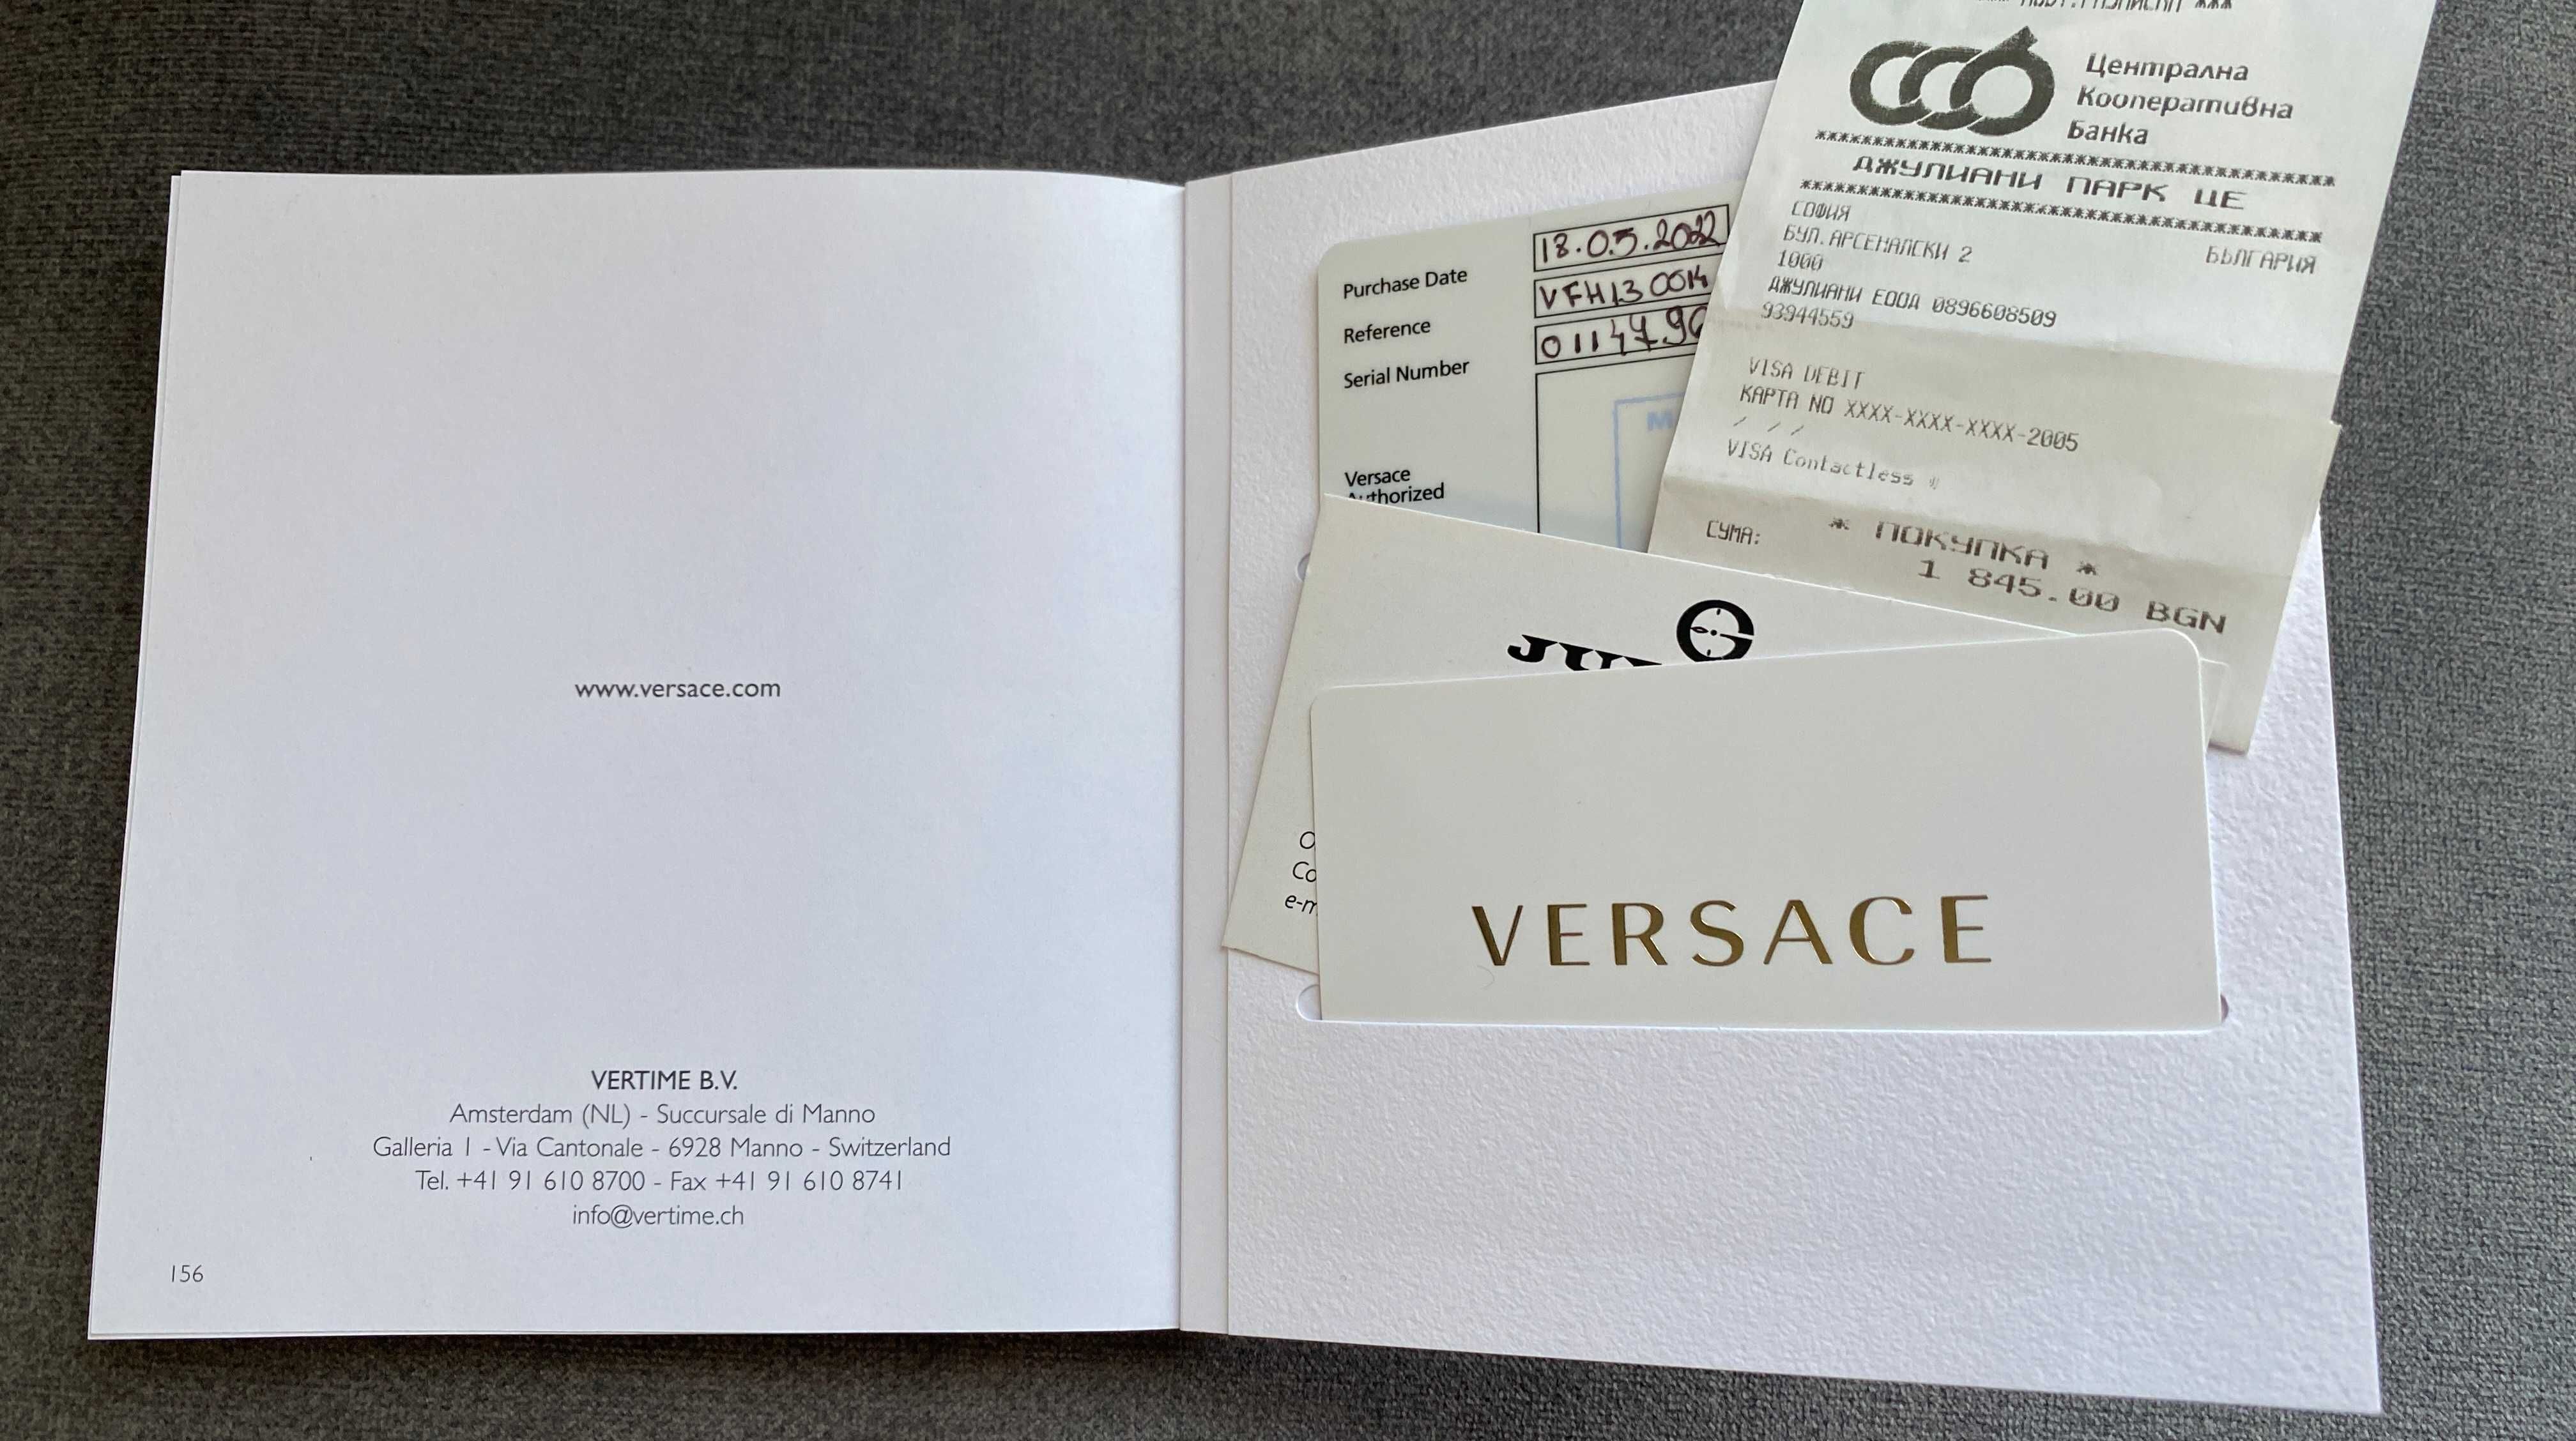 www.versace.com
VERTIME B.V.
Amsterdam (NL) - Succursale di Manno
Galleria 1 - Via Cantonale - 6928 Manno - Switzerland
Tel. +41 91 610 8700 - Fax +41 91 610 8741
info@vertime.ch
156
Purchase Date 18.05.2022
Reference VFH13 0014
Serial Number
Versace
Authorized
Централна
Кооперативна
Банка
*******************************************
ДЖУЛИАНИ ПАРК ЦЕ
*******************************************
СОФИЯ
БУЛ.АРСЕНАЛСКИ 2 БЪЛГАРИЯ
1000
ДЖУЛИАНИ ЕООД 0896608509
93944559
VISA DEBIT
КАРТА NO XXXX-XXXX-XXXX-2005
/ / /
VISA Contactless
* ПОКУПКА *
СУМА: 1 845.00 BGN
VERSACE